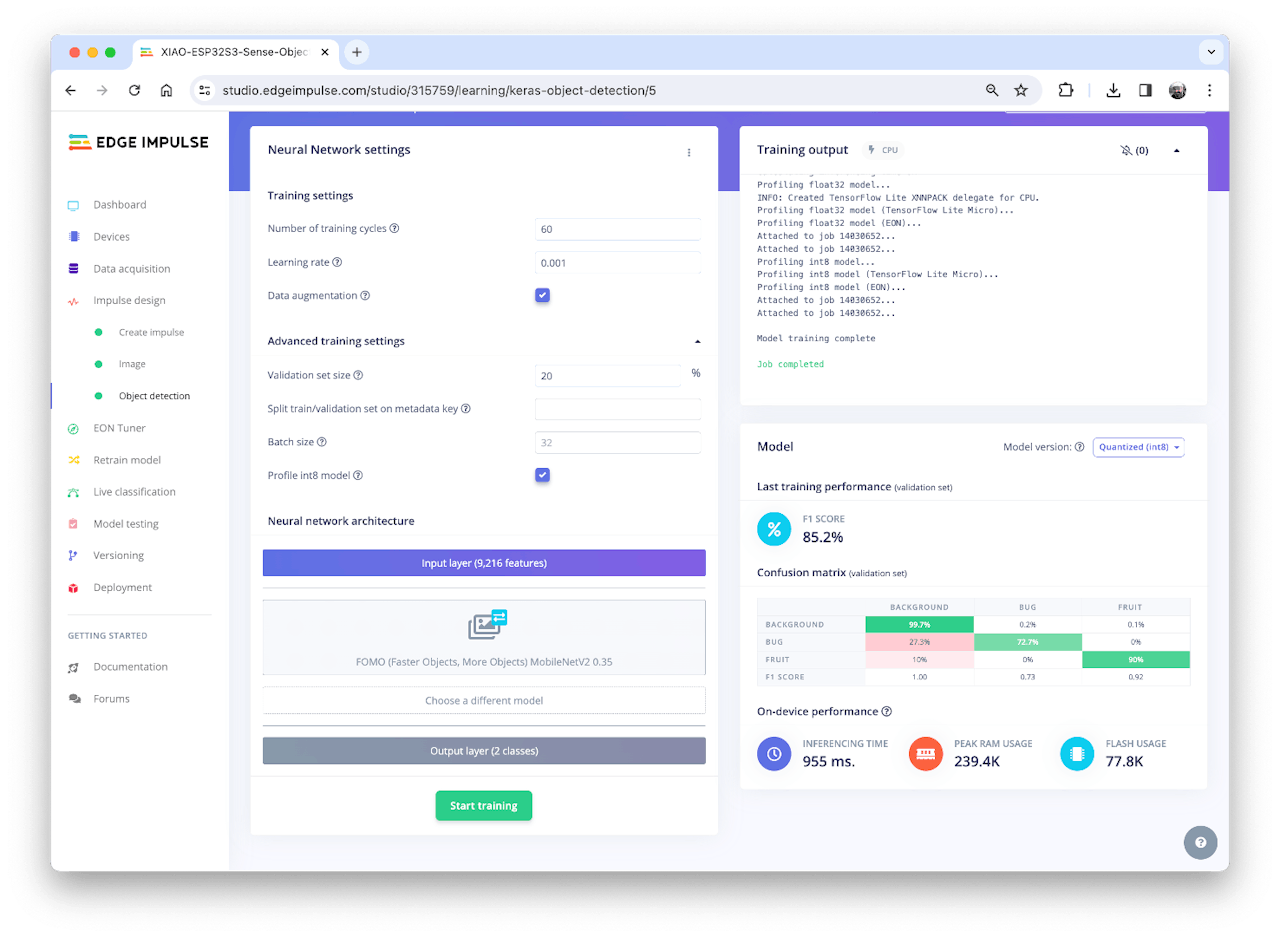 XIAO-ESP32S3-Sense-Objec
studio.edgeimpulse.com/studio/315759/learning/keras-object-detection/5
EDGE IMPULSE
Dashboard
Devices
Data acquisition
Impulse design
Create impulse
Image
Object detection
EON Tuner
Retrain model
Live classification
Model testing
Versioning
Deployment
GETTING STARTED
Documentation
Forums
Neural Network settings
Training settings
Number of training cycles ?
60
Learning rate ?
0.001
Data augmentation ?
Advanced training settings
Validation set size ?
20
%
Split train/validation set on metadata key ?
Batch size ?
32
Profile int8 model ?
Neural network architecture
Input layer (9,216 features)
FOMO (Faster Objects, More Objects) MobileNetV2 0.35
Choose a different model
Output layer (2 classes)
Start training
Training output
CPU
(0)
Profiling float32 model...
INFO: Created TensorFlow Lite XNNPACK delegate for CPU.
Profiling float32 model (TensorFlow Lite Micro)...
Profiling float32 model (EON)...
Attached to job 14030652...
Attached to job 14030652...
Profiling int8 model...
Profiling int8 model (TensorFlow Lite Micro)...
Profiling int8 model (EON)...
Attached to job 14030652...
Attached to job 14030652...
Model training complete
Job completed
Model
Model version: ?
Quantized (int8)
Last training performance (validation set)
%
F1 SCORE
85.2%
Confusion matrix (validation set)
BACKGROUND BUG FRUIT
BACKGROUND 99.7% 0.2% 0.1%
BUG 27.3% 72.7% 0%
FRUIT 10% 0% 90%
F1 SCORE 1.00 0.73 0.92
On-device performance ?
INFERENCING TIME
955 ms.
PEAK RAM USAGE
239.4K
FLASH USAGE
77.8K
?